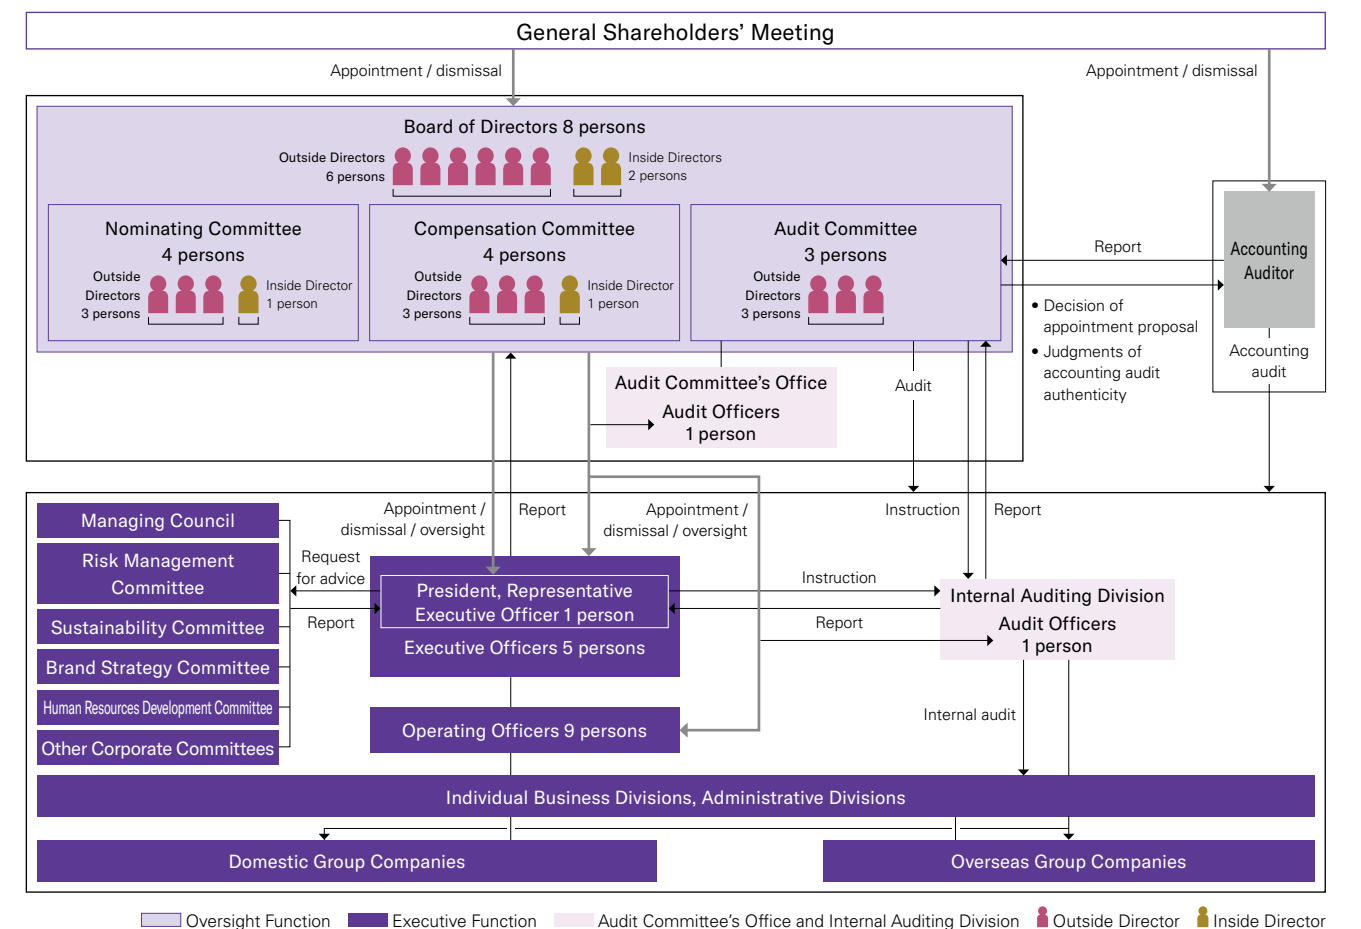 General Shareholders’ Meeting
Appointment / dismissal
Appointment / dismissal
Board of Directors 8 persons
Outside Directors
6 persons
Inside Directors
2 persons
Nominating Committee
4 persons
Outside
Directors
3 persons
Inside Director
1 person
Compensation Committee
4 persons
Outside
Directors
3 persons
Inside Director
1 person
Audit Committee
3 persons
Outside
Directors
3 persons
Report
Accounting
Auditor
• Decision of
appointment proposal
• Judgments of
accounting audit
authenticity
Accounting
audit
Audit Committee’s Office
Audit Officers
1 person
Audit
Appointment /
dismissal / oversight
Report
Appointment /
dismissal / oversight
Instruction
Report
Managing Council
Risk Management
Committee
Sustainability Committee
Brand Strategy Committee
Human Resources Development Committee
Other Corporate Committees
Request
for advice
Report
President, Representative
Executive Officer 1 person
Executive Officers 5 persons
Operating Officers 9 persons
Instruction
Report
Internal Auditing Division
Audit Officers
1 person
Internal audit
Individual Business Divisions, Administrative Divisions
Domestic Group Companies
Overseas Group Companies
Oversight Function
Executive Function
Audit Committee’s Office and Internal Auditing Division
Outside Director
Inside Director